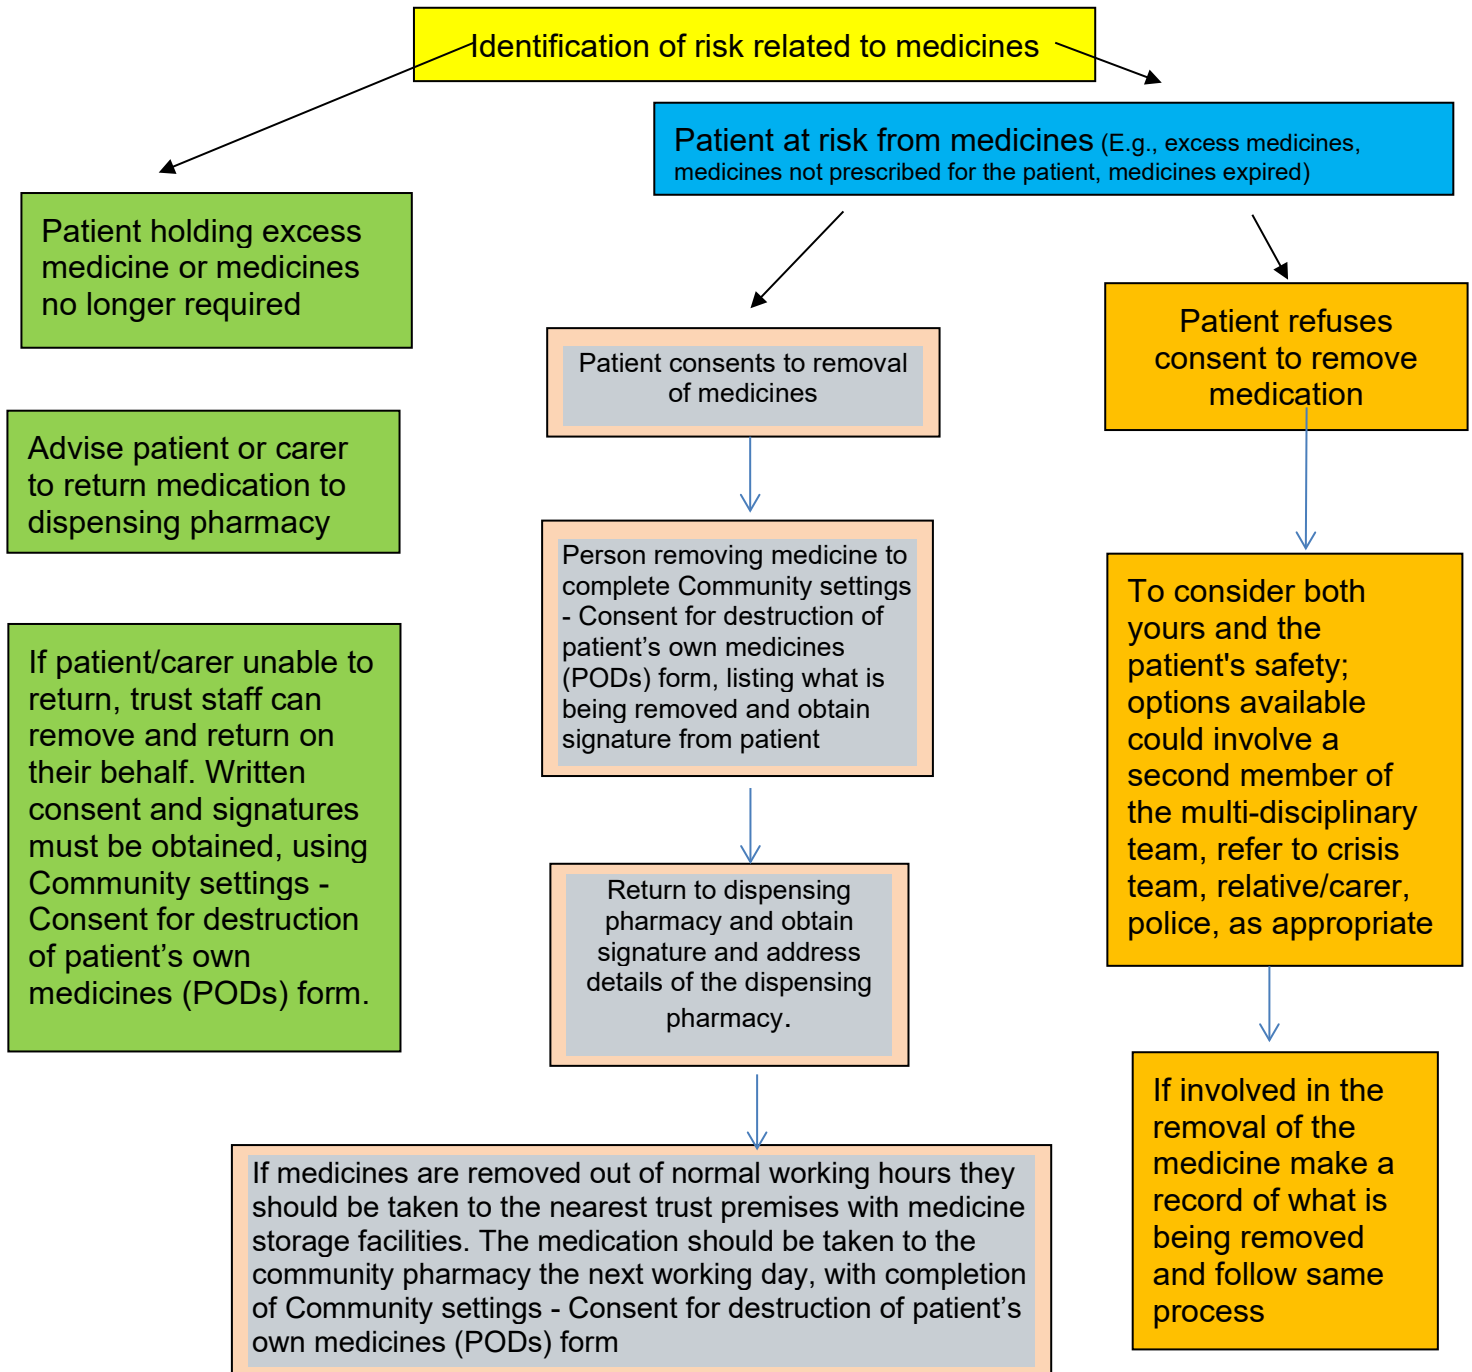 Identification of risk related to medicines
Patient at risk from medicines (E.g., excess medicines,
medicines not prescribed for the patient, medicines expired)
Patient holding excess
medicine or medicines
no longer required
Advise patient or carer
to return medication to
dispensing pharmacy
If patient/carer unable to
return, trust staff can
remove and return on
their behalf. Written
consent and signatures
must be obtained, using
Community settings -
Consent for destruction
of patient’s own
medicines (PODs) form.
Patient consents to removal
of medicines
Person removing medicine to
complete Community settings
- Consent for destruction of
patient’s own medicines
(PODs) form, listing what is
being removed and obtain
signature from patient
Return to dispensing
pharmacy and obtain
signature and address
details of the dispensing
pharmacy.
If medicines are removed out of normal working hours they
should be taken to the nearest trust premises with medicine
storage facilities. The medication should be taken to the
community pharmacy the next working day, with completion
of Community settings - Consent for destruction of patient’s
own medicines (PODs) form
Patient refuses
consent to remove
medication
To consider both
yours and the
patient's safety;
options available
could involve a
second member of
the multi-disciplinary
team, refer to crisis
team, relative/carer,
police, as appropriate
If involved in the
removal of the
medicine make a
record of what is
being removed
and follow same
process